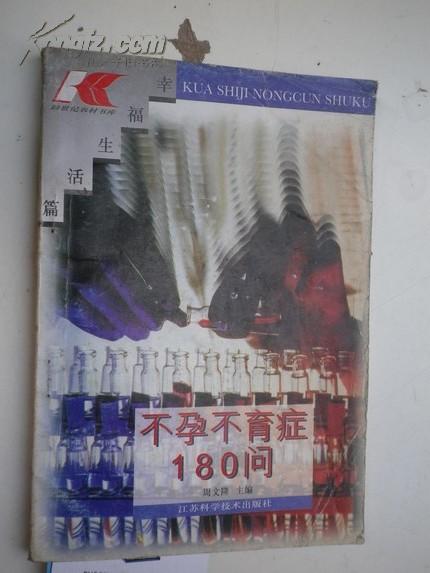 Kongfz.com
KUA SHIJI NONGCUN SHUKU
跨世纪农村书库
幸福生活篇
不孕不育症
180问
周文隆 主编
江苏科学技术出版社